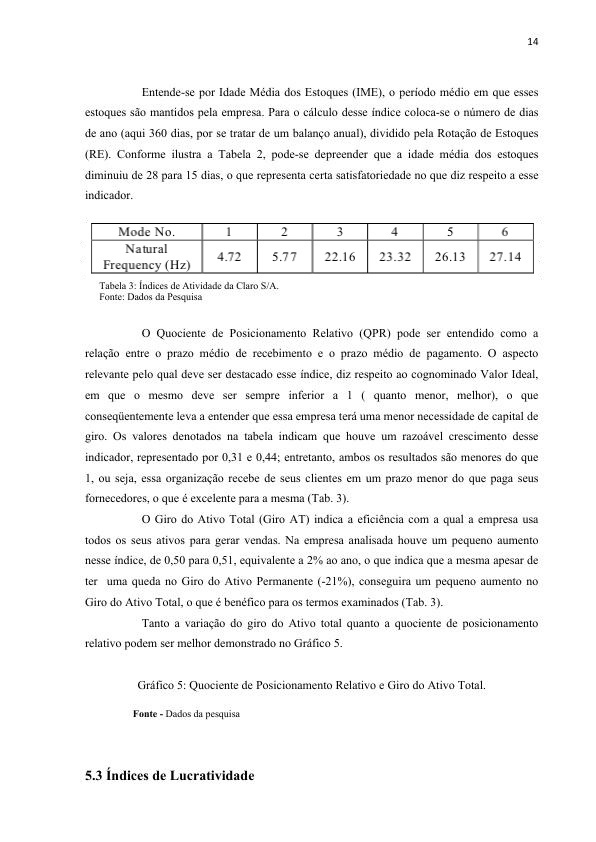 14
Entende-se por Idade Média dos Estoques (IME), o período médio em que esses
estoques são mantidos pela empresa. Para o cálculo desse índice coloca-se o número de dias
de ano (aqui 360 dias, por se tratar de um balanço anual), dividido pela Rotação de Estoques
(RE). Conforme ilustra a Tabela 2, pode-se depreender que a idade média dos estoques
diminuiu de 28 para 15 dias, o que representa certa satisfatoriedade no que diz respeito a esse
indicador.
Mode No. 1 2 3 4 5 6
Natural
Frequency (Hz) 4.72 5.77 22.16 23.32 26.13 27.14
Tabela 3: Índices de Atividade da Claro S/A.
Fonte: Dados da Pesquisa
O Quociente de Posicionamento Relativo (QPR) pode ser entendido como a
relação entre o prazo médio de recebimento e o prazo médio de pagamento. O aspecto
relevante pelo qual deve ser destacado esse índice, diz respeito ao cognominado Valor Ideal,
em que o mesmo deve ser sempre inferior a 1 ( quanto menor, melhor), o que
conseqüentemente leva a entender que essa empresa terá uma menor necessidade de capital de
giro. Os valores denotados na tabela indicam que houve um razoável crescimento desse
indicador, representado por 0,31 e 0,44; entretanto, ambos os resultados são menores do que
1, ou seja, essa organização recebe de seus clientes em um prazo menor do que paga seus
fornecedores, o que é excelente para a mesma (Tab. 3).
O Giro do Ativo Total (Giro AT) indica a eficiência com a qual a empresa usa
todos os seus ativos para gerar vendas. Na empresa analisada houve um pequeno aumento
nesse índice, de 0,50 para 0,51, equivalente a 2% ao ano, o que indica que a mesma apesar de
ter uma queda no Giro do Ativo Permanente (-21%), conseguira um pequeno aumento no
Giro do Ativo Total, o que é benéfico para os termos examinados (Tab. 3).
Tanto a variação do giro do Ativo total quanto a quociente de posicionamento
relativo podem ser melhor demonstrado no Gráfico 5.
Gráfico 5: Quociente de Posicionamento Relativo e Giro do Ativo Total.
Fonte - Dados da pesquisa
5.3 Índices de Lucratividade